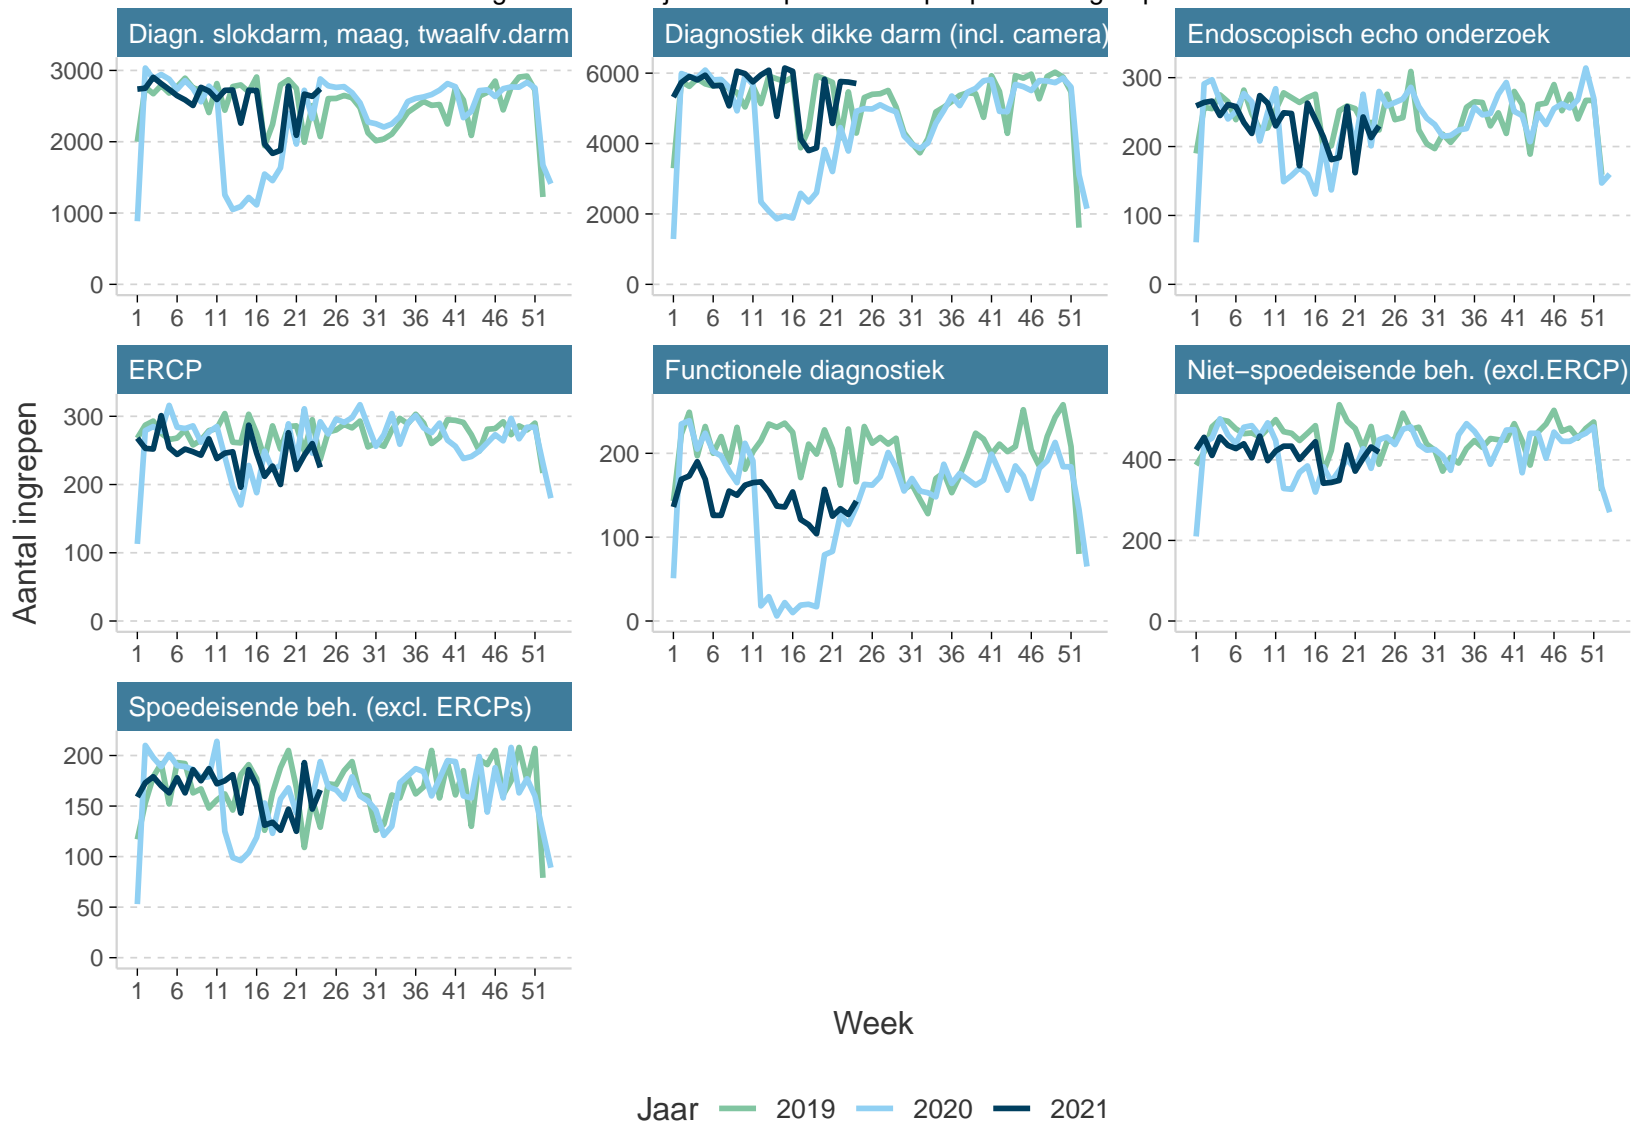 Diagn. slokdarm, maag, twaalfv.darm
Diagnostiek dikke darm (incl. camera)
Endoscopisch echo onderzoek
3000
2000
1000
0
1 6 11 16 21 26 31 36 41 46 51
6000
4000
2000
0
1 6 11 16 21 26 31 36 41 46 51
300
200
100
0
1 6 11 16 21 26 31 36 41 46 51
ERCP
Functionele diagnostiek
Niet−spoedeisende beh. (excl.ERCP)
300
200
100
0
1 6 11 16 21 26 31 36 41 46 51
200
100
0
1 6 11 16 21 26 31 36 41 46 51
400
200
0
1 6 11 16 21 26 31 36 41 46 51
Aantal ingrepen
Spoedeisende beh. (excl. ERCPs)
200
150
100
50
0
1 6 11 16 21 26 31 36 41 46 51
Week
Jaar 2019 2020 2021